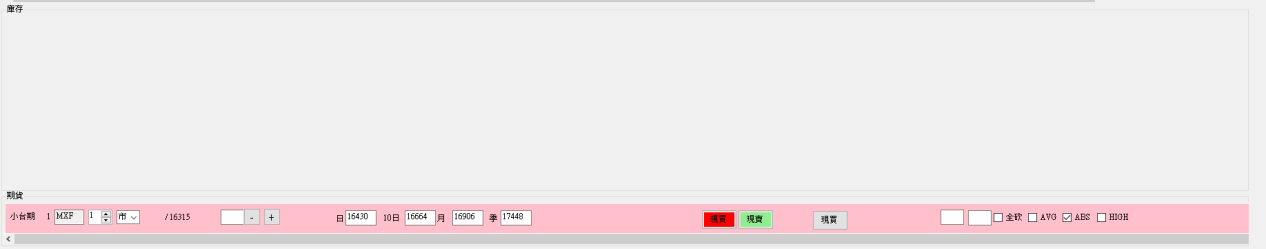 庫存
期貨
小台期 1 MXF 1 市 /16315 - + 日 16430 10日 16664 月 16906 季 17448 現買 現賣 現買 全砍 AVG ABS HIGH